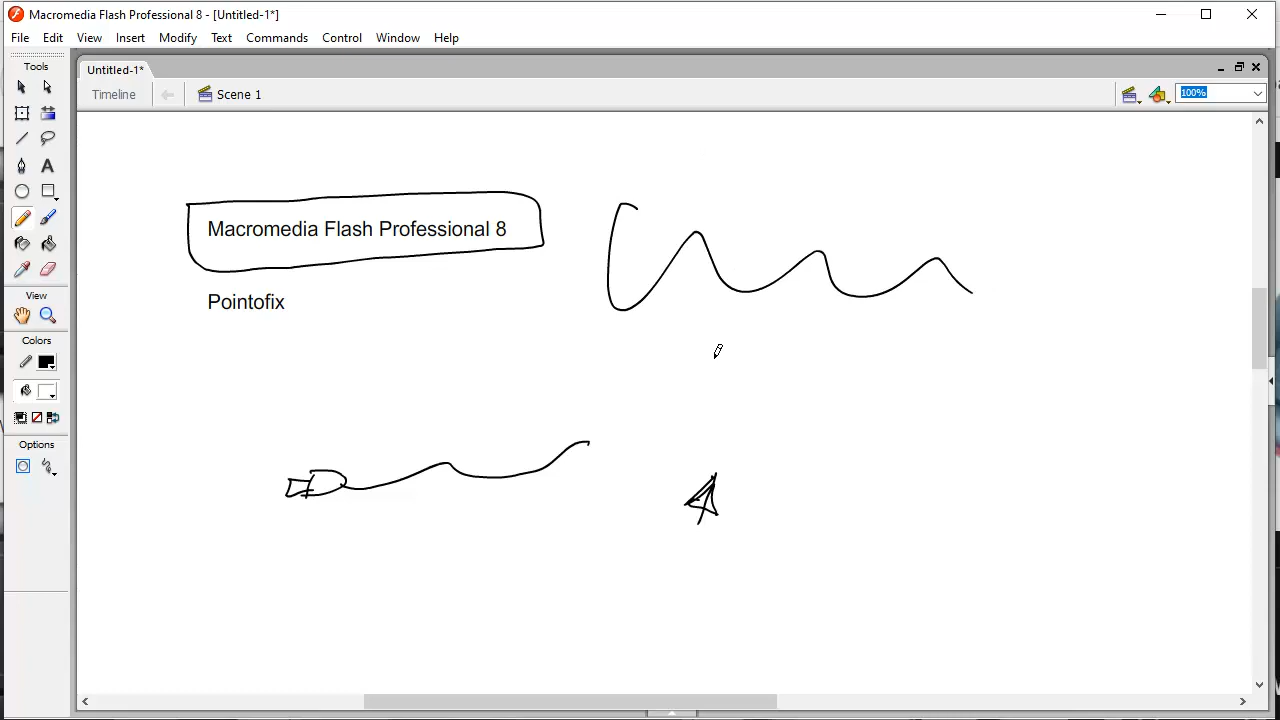 Macromedia Flash Professional 8 - [Untitled-1*]
File Edit View Insert Modify Text Commands Control Window Help
Tools
Untitled-1*
Timeline
Scene 1
100%
Macromedia Flash Professional 8
Pointofix
View
Colors
Options